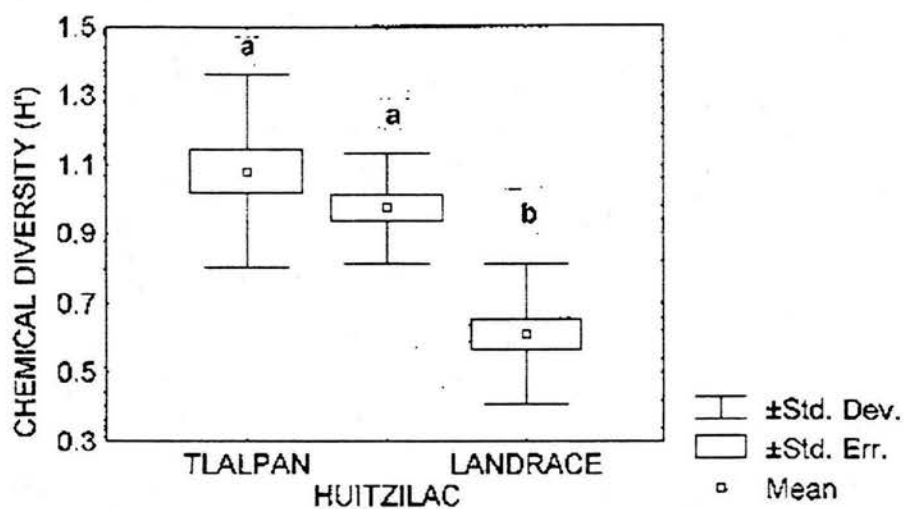 CHEMICAL DIVERSITY (H')
1.5
1.3
1.1
0.9
0.7
0.5
0.3
a
a
b
TLALPAN
HUITZILAC
LANDRACE
±Std. Dev.
±Std. Err.
Mean